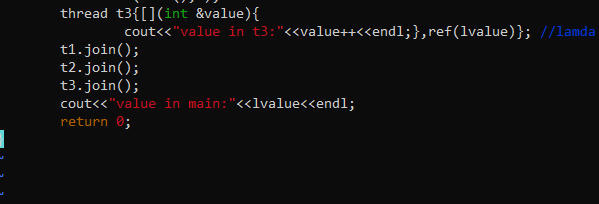 thread t3{[](int &value){
cout<<"value in t3:"<<value++<<endl;},ref(lvalue)}; //lamda
t1.join();
t2.join();
t3.join();
cout<<"value in main:"<<lvalue<<endl;
return 0;
~
~
~